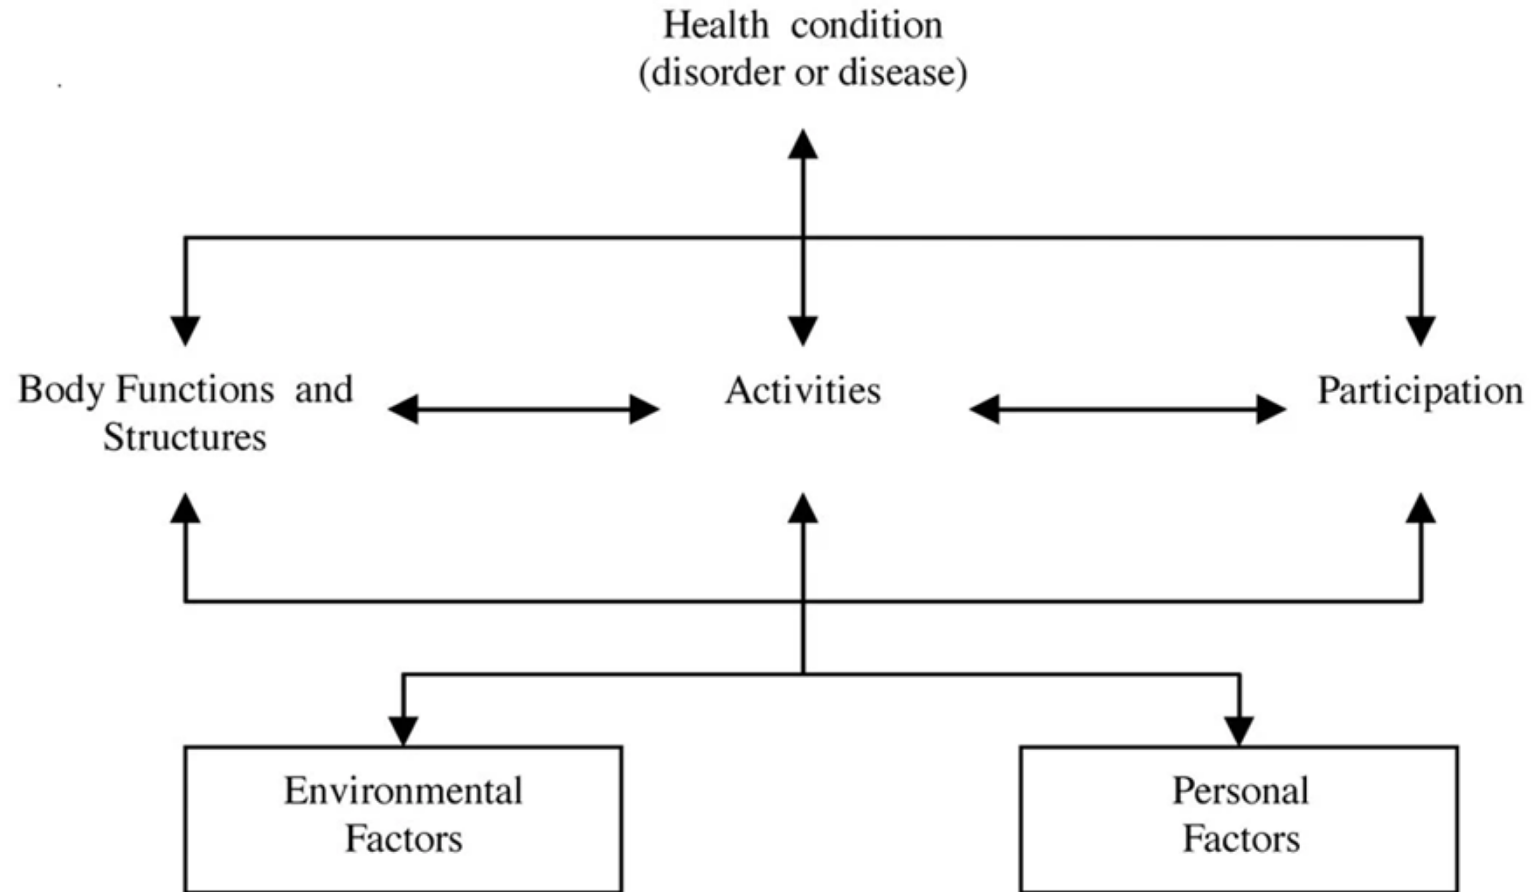 Health condition
(disorder or disease)
Body Functions and
Structures
Activities
Participation
Environmental
Factors
Personal
Factors